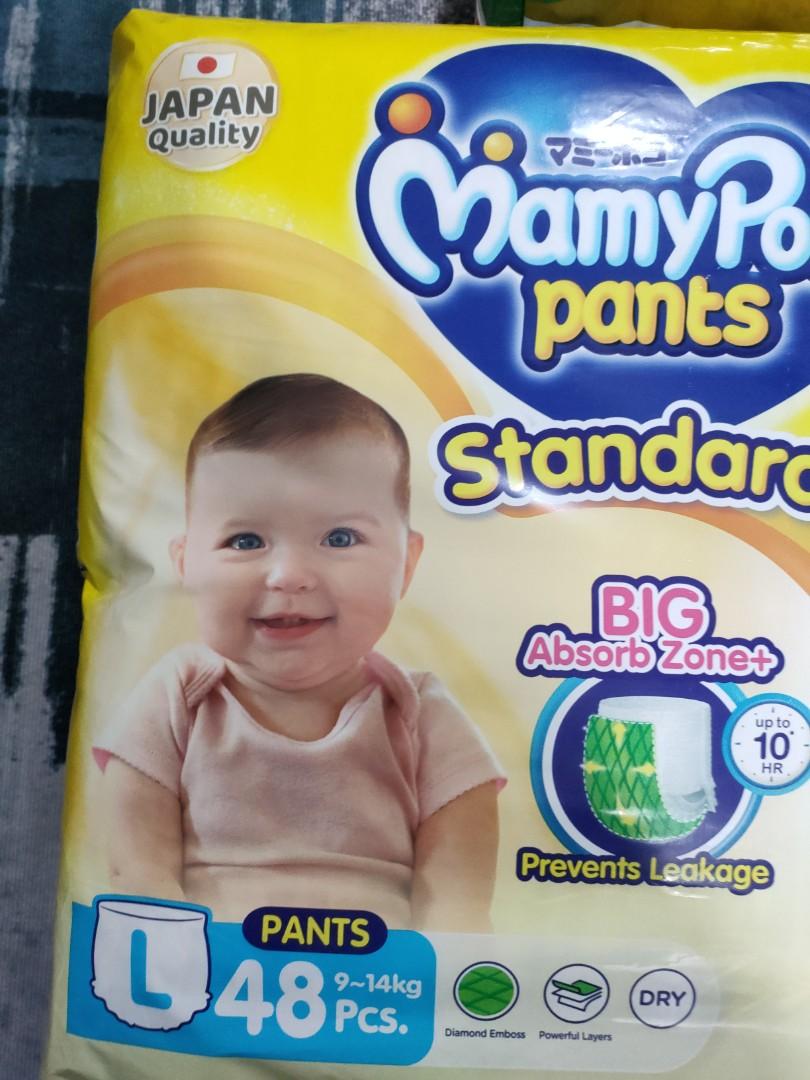 JAPAN
Quality
マミーポコ
MamyPo
pants
Standard
BIG
Absorb Zone+
up to
10*
HR
Prevents Leakage
PANTS
L
48
9~14kg
Pcs.
Diamond Emboss
Powerful Layers
DRY